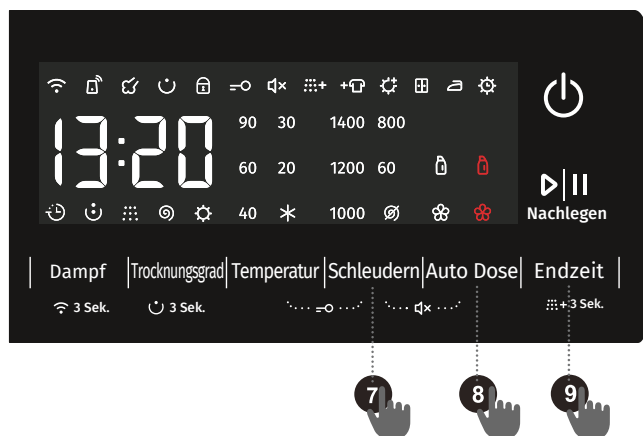 90 30 1400 800
13:20
60 20 1200 60
40 1000
Nachlegen
Dampf Trocknungsgrad Temperatur Schleudern Auto Dose Endzeit
3 Sek. 3 Sek. + 3 Sek.
7 8 9